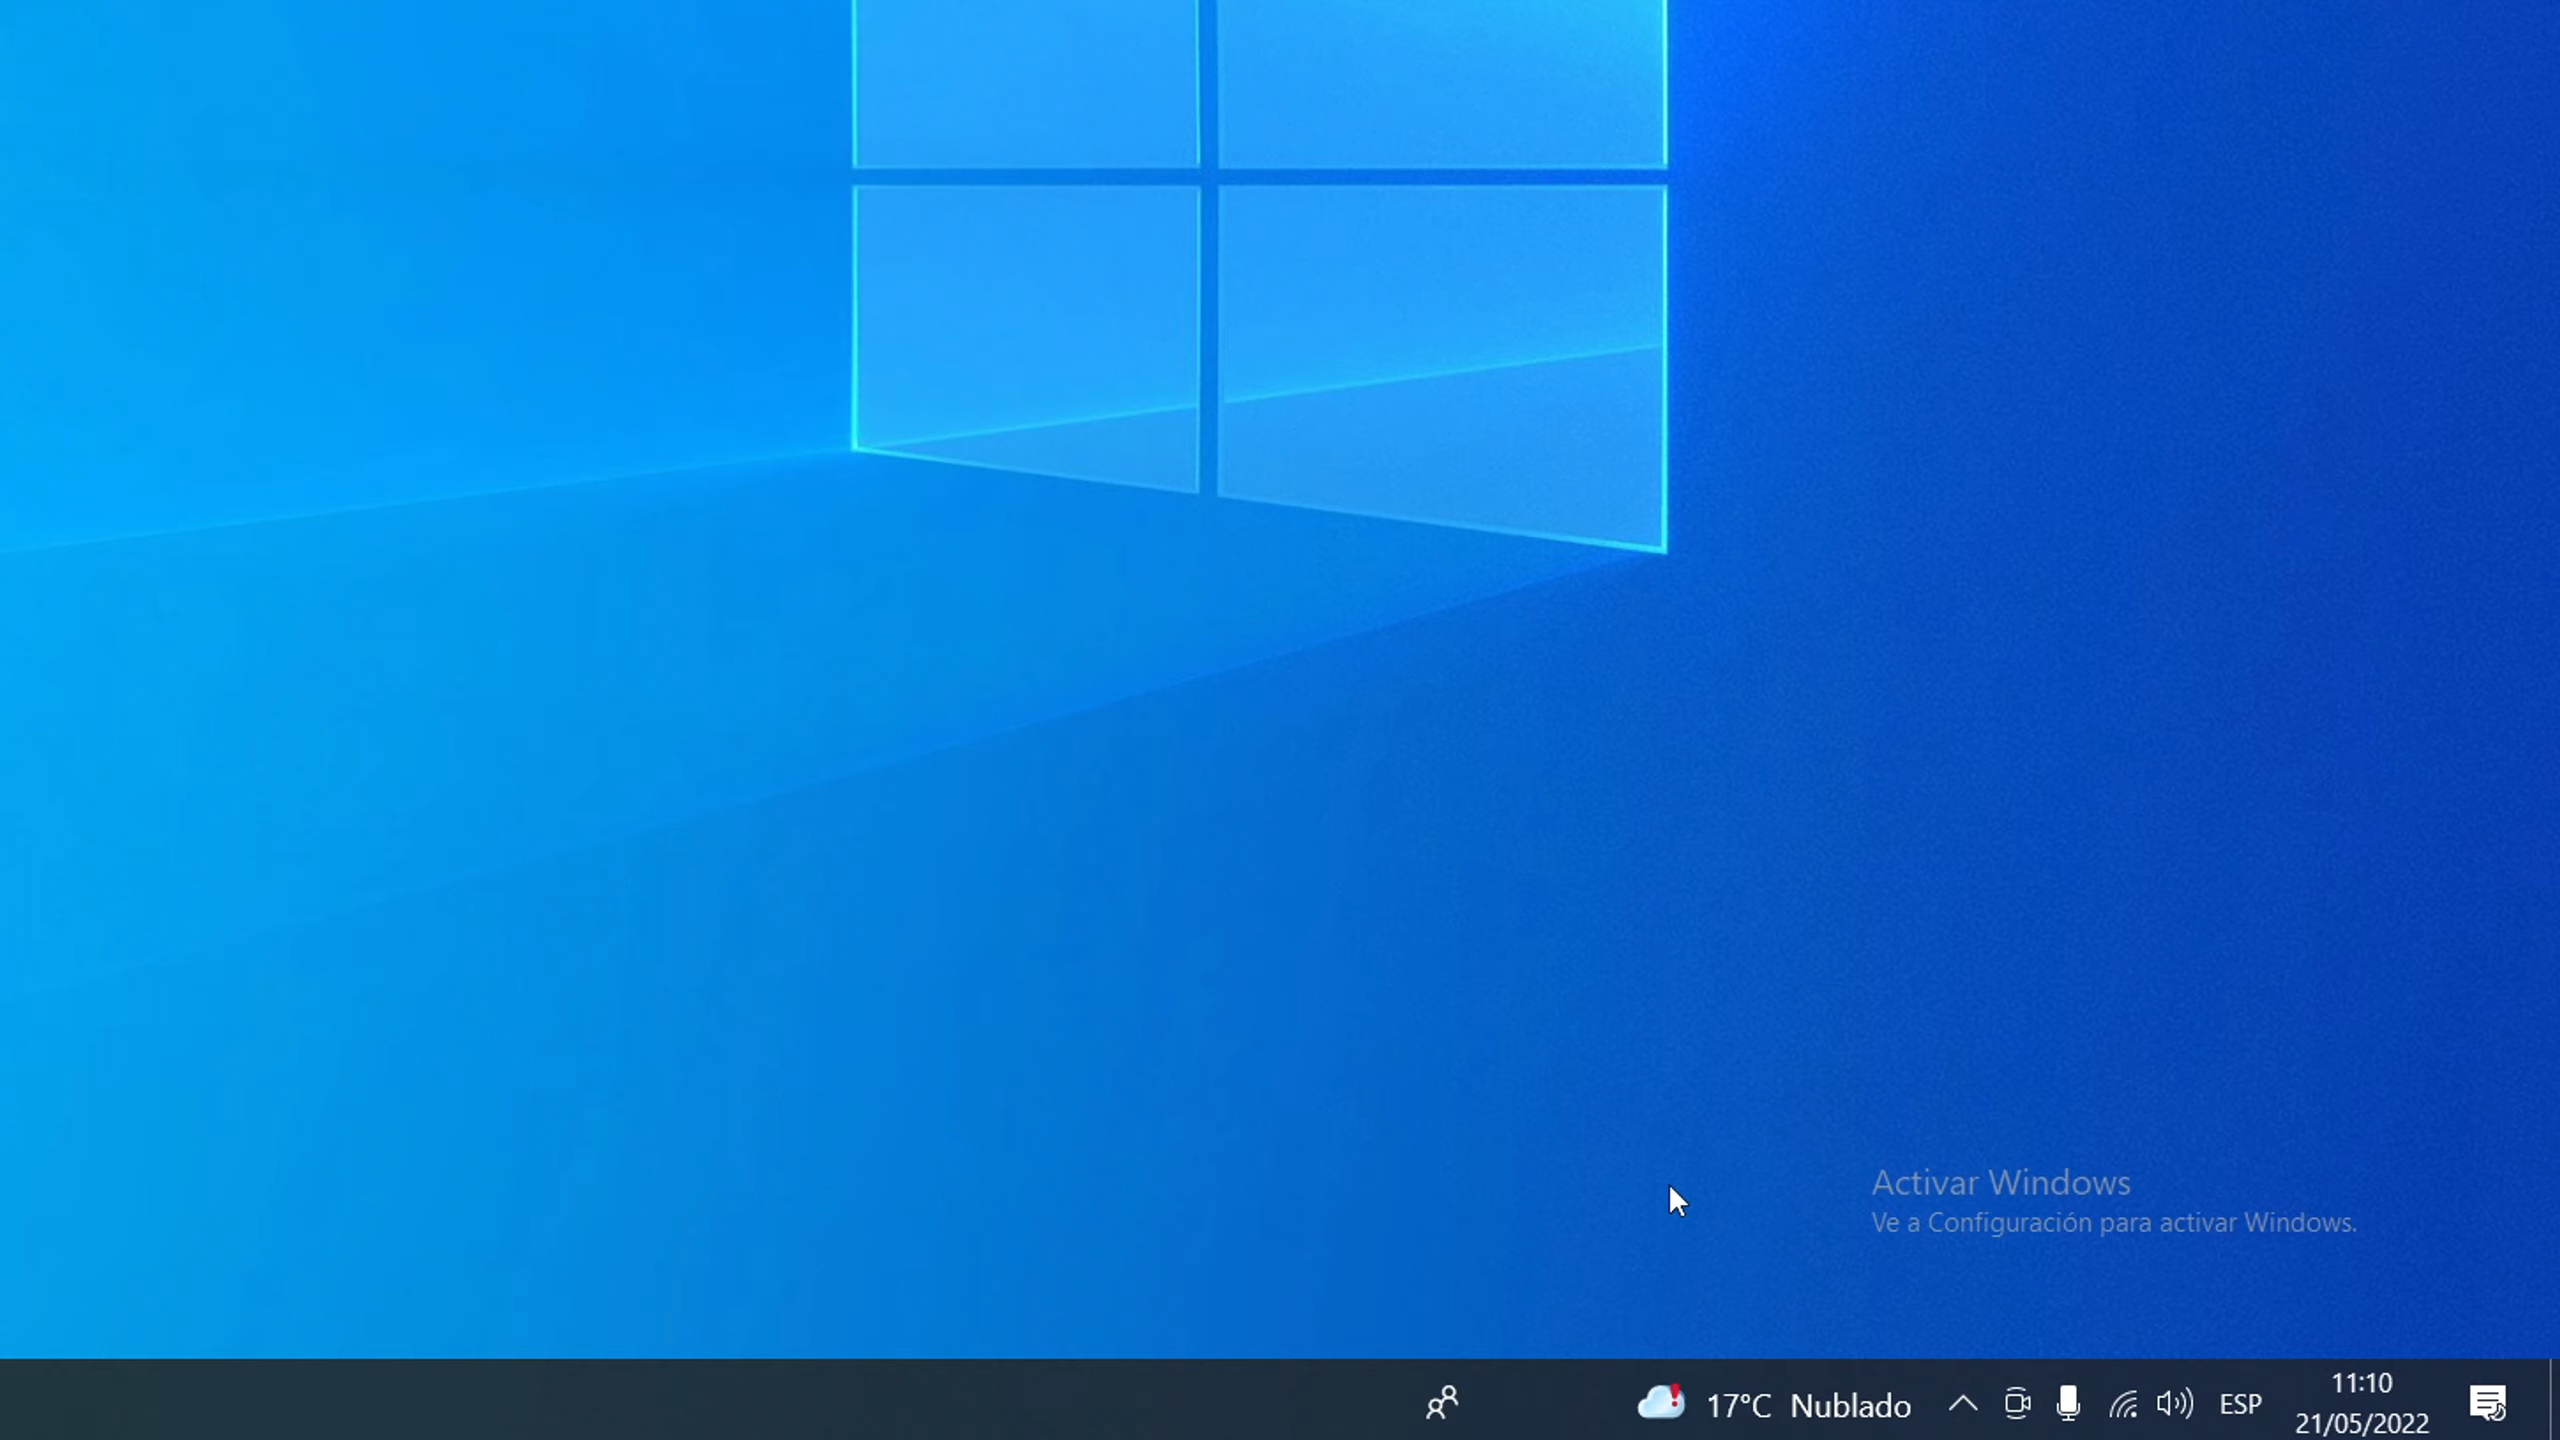 Activar Windows
Ve a Configuración para activar Windows.
17°C Nublado
ESP
11:10
21/05/2022